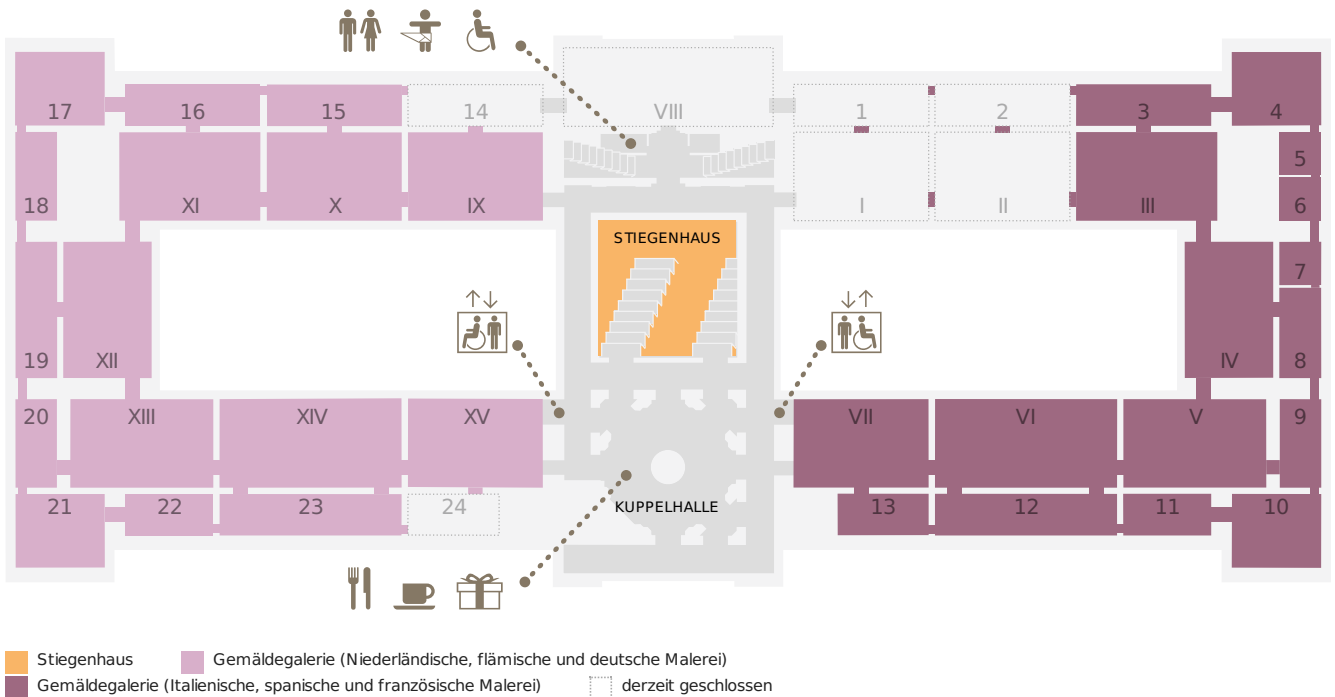 17 16 15 14 VIII 1 2 3 4
5
18 XI X IX I II III 6
STIEGENHAUS
7
19 XII IV 8
20 XIII XIV XV VII VI V 9
21 22 23 24 KUPPELHALLE 13 12 11 10
Stiegenhaus Gemäldegalerie (Niederländische, flämische und deutsche Malerei)
Gemäldegalerie (Italienische, spanische und französische Malerei) derzeit geschlossen